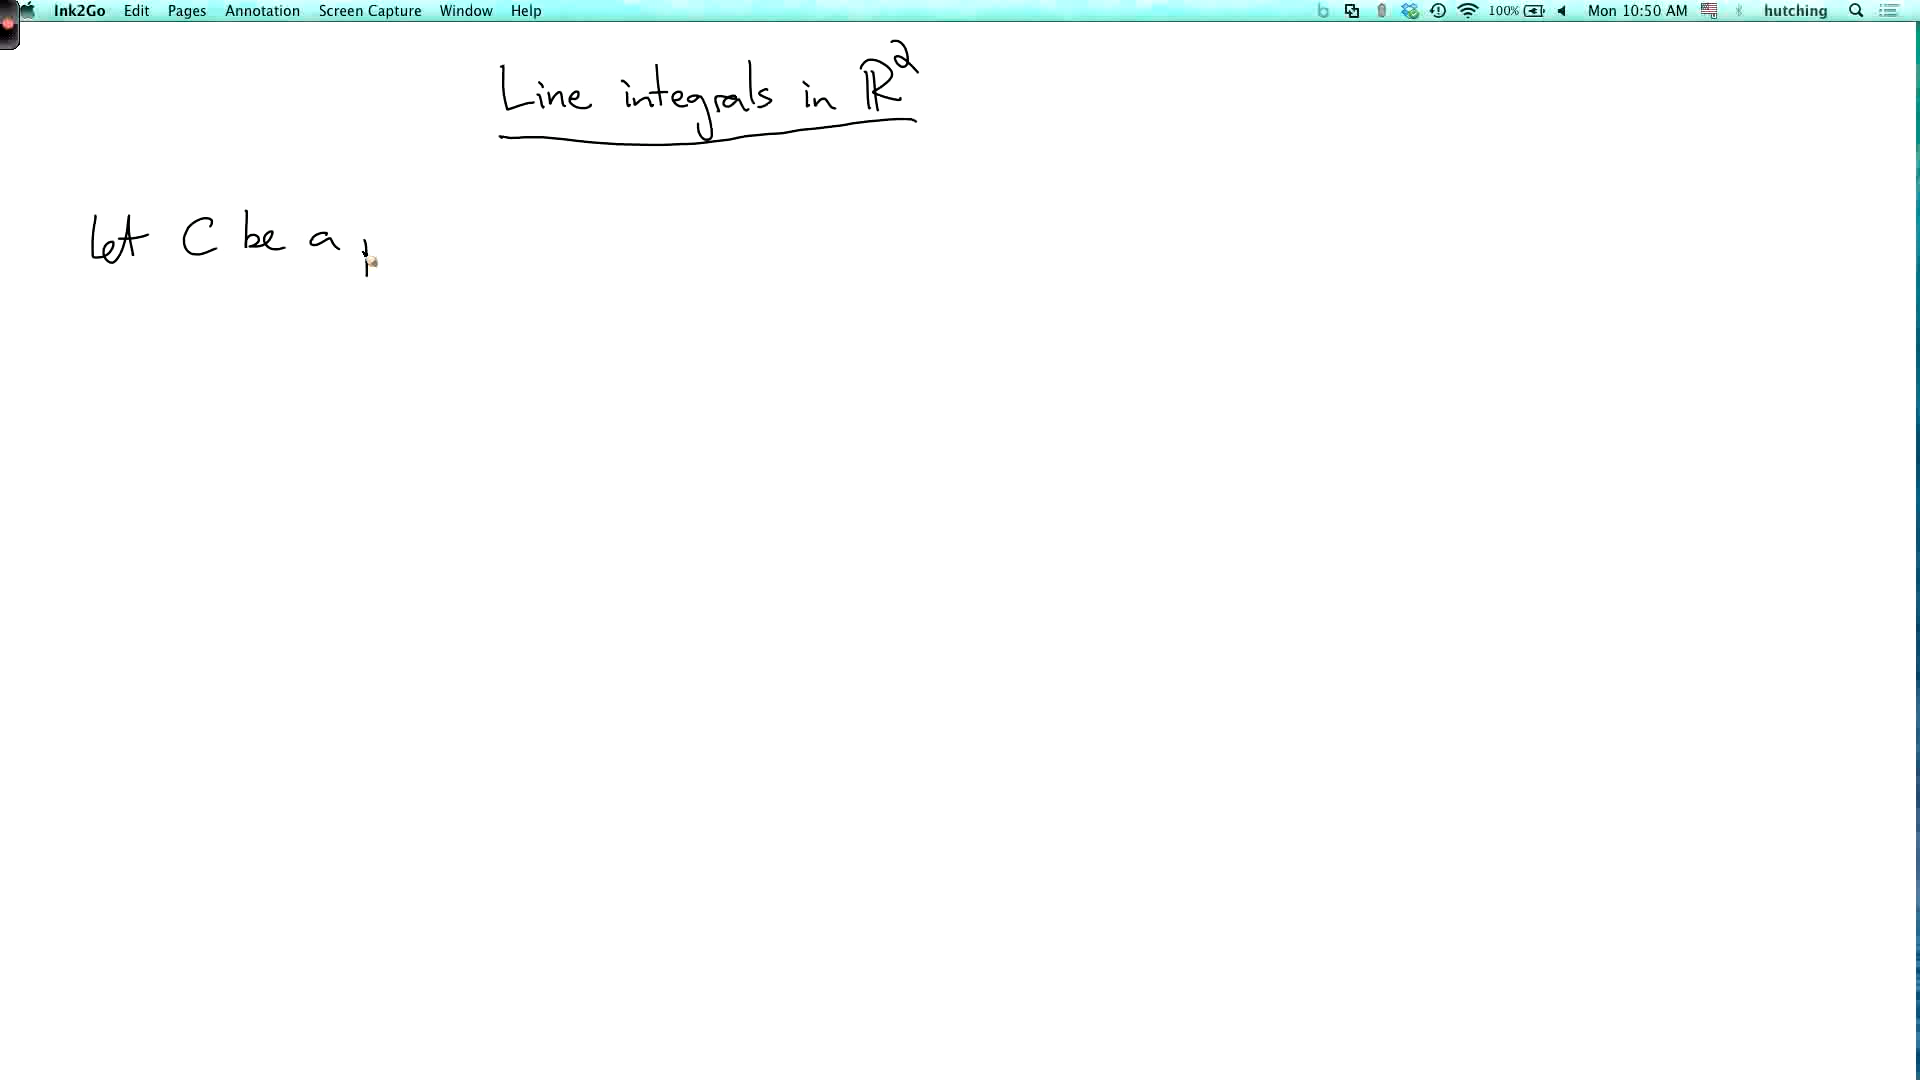 Ink2Go Edit Pages Annotation Screen Capture Window Help 100% Mon 10:50 AM hutching
Line integrals in ℝ²
Let C be a